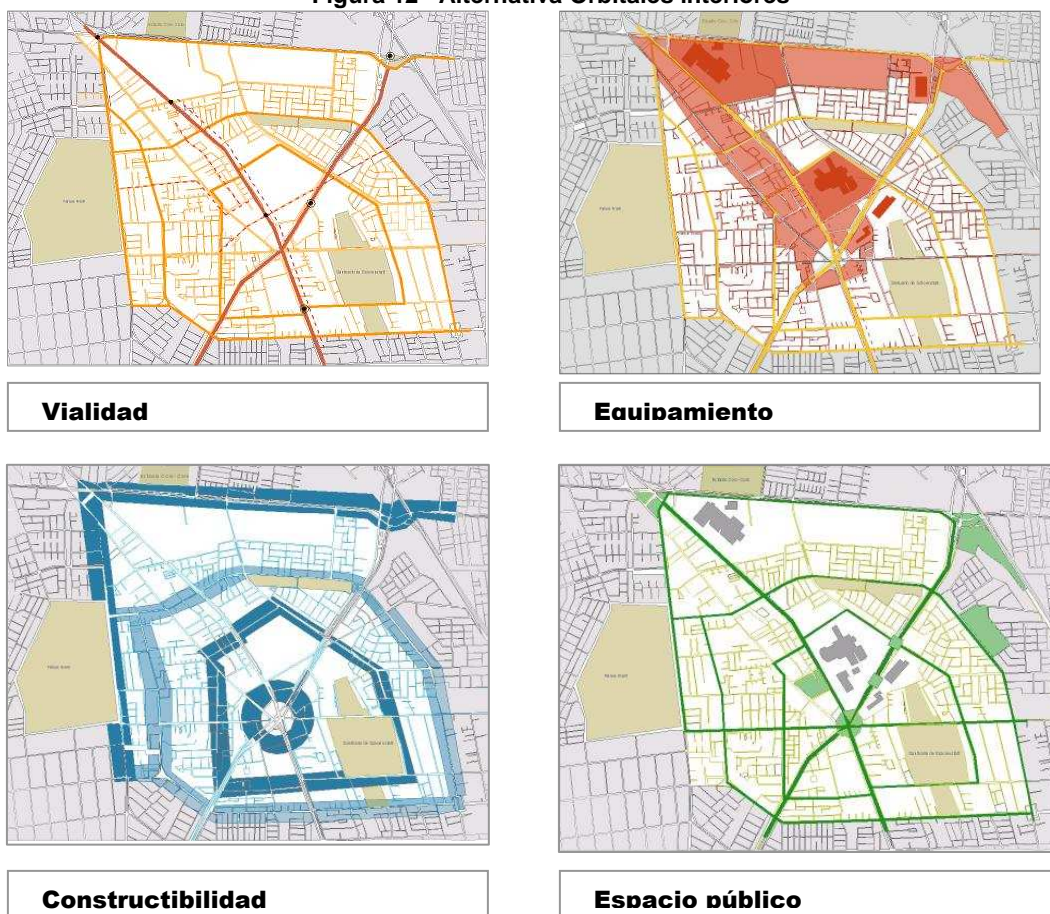 Figura 12 - Alternativa Orbitales Interiores
Vialidad
Equipamiento
Constructibilidad
Espacio público